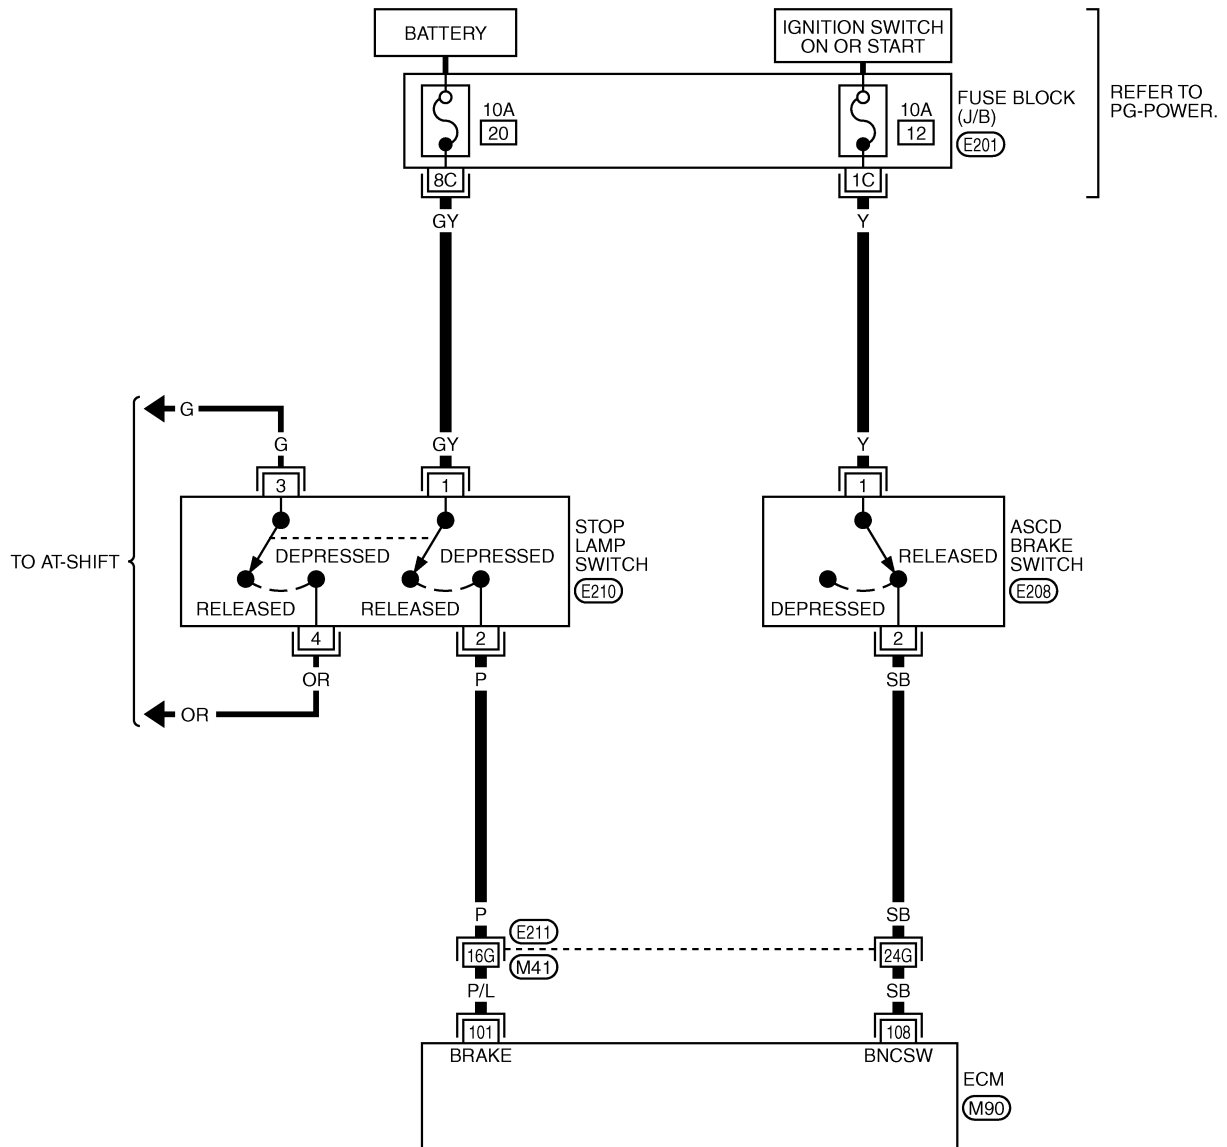 BATTERY
IGNITION SWITCH
ON OR START
10A
20
10A
12
FUSE BLOCK
(J/B)
E201
REFER TO
PG-POWER.
8C
1C
GY
Y
G
G
GY
Y
3
1
1
TO AT-SHIFT
DEPRESSED
DEPRESSED
RELEASED
RELEASED
STOP
LAMP
SWITCH
E210
RELEASED
DEPRESSED
ASCD
BRAKE
SWITCH
E208
4
2
2
OR
P
SB
OR
P
SB
E211
16G
M41
24G
P/L
SB
101
108
BRAKE
BNCSW
ECM
M90